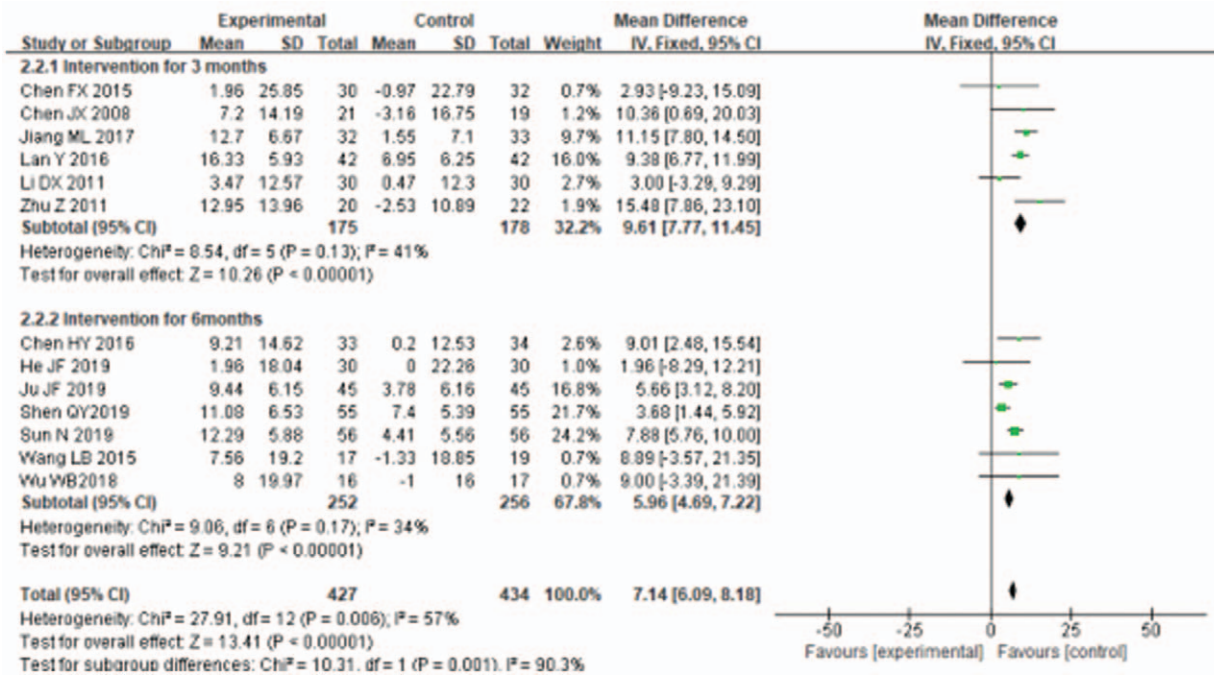 Experimental Control Mean Difference Mean Difference
Study or Subgroup Mean SD Total Mean SD Total Weight IV, Fixed, 95% CI IV, Fixed, 95% CI
2.2.1 Intervention for 3 months
Chen FX 2015 1.96 25.85 30 -0.97 22.79 32 0.7% 2.93 [-9.23, 15.09]
Chen JX 2008 7.2 14.19 21 -3.16 16.75 19 1.2% 10.36 [0.69, 20.03]
Jiang ML 2017 12.7 6.67 32 1.55 7.1 33 9.7% 11.15 [7.80, 14.50]
Lan Y 2016 16.33 5.93 42 6.95 6.25 42 16.0% 9.38 [6.77, 11.99]
Li DX 2011 3.47 12.57 30 0.47 12.3 30 2.7% 3.00 [-3.29, 9.29]
Zhu Z 2011 12.95 13.96 20 -2.53 10.89 22 1.9% 15.48 [7.86, 23.10]
Subtotal (95% CI) 175 178 32.2% 9.61 [7.77, 11.45]
Heterogeneity: Chi² = 8.54, df = 5 (P = 0.13); I² = 41%
Test for overall effect: Z = 10.26 (P < 0.00001)
2.2.2 Intervention for 6months
Chen HY 2016 9.21 14.62 33 0.2 12.53 34 2.6% 9.01 [2.48, 15.54]
He JF 2019 1.96 18.04 30 0 22.26 30 1.0% 1.96 [-8.29, 12.21]
Ju JF 2019 9.44 6.15 45 3.78 6.16 45 16.8% 5.66 [3.12, 8.20]
Shen QY2019 11.08 6.53 55 7.4 5.39 55 21.7% 3.68 [1.44, 5.92]
Sun N 2019 12.29 5.88 56 4.41 5.56 56 24.2% 7.88 [5.76, 10.00]
Wang LB 2015 7.56 19.2 17 -1.33 18.85 19 0.7% 8.89 [-3.57, 21.35]
Wu WB2018 8 19.97 16 -1 16 17 0.7% 9.00 [-3.39, 21.39]
Subtotal (95% CI) 252 256 67.8% 5.96 [4.69, 7.22]
Heterogeneity: Chi² = 9.06, df = 6 (P = 0.17); I² = 34%
Test for overall effect: Z = 9.21 (P < 0.00001)
Total (95% CI) 427 434 100.0% 7.14 [6.09, 8.18]
Heterogeneity: Chi² = 27.91, df = 12 (P = 0.006); I² = 57%
Test for overall effect: Z = 13.41 (P < 0.00001)
Test for subgroup differences: Chi² = 10.31, df = 1 (P = 0.001), I² = 90.3%
-50 -25 0 25 50
Favours [experimental] Favours [control]